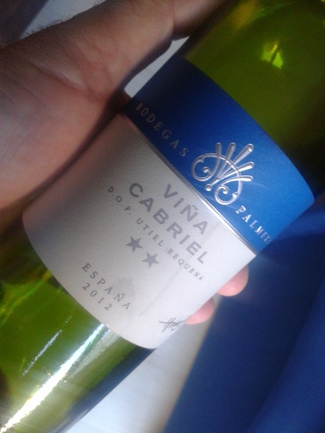 BODEGAS PALMERA
VIÑA
CABRIEL
D.O.P. UTIEL REQUENA
ESPAÑA
2012